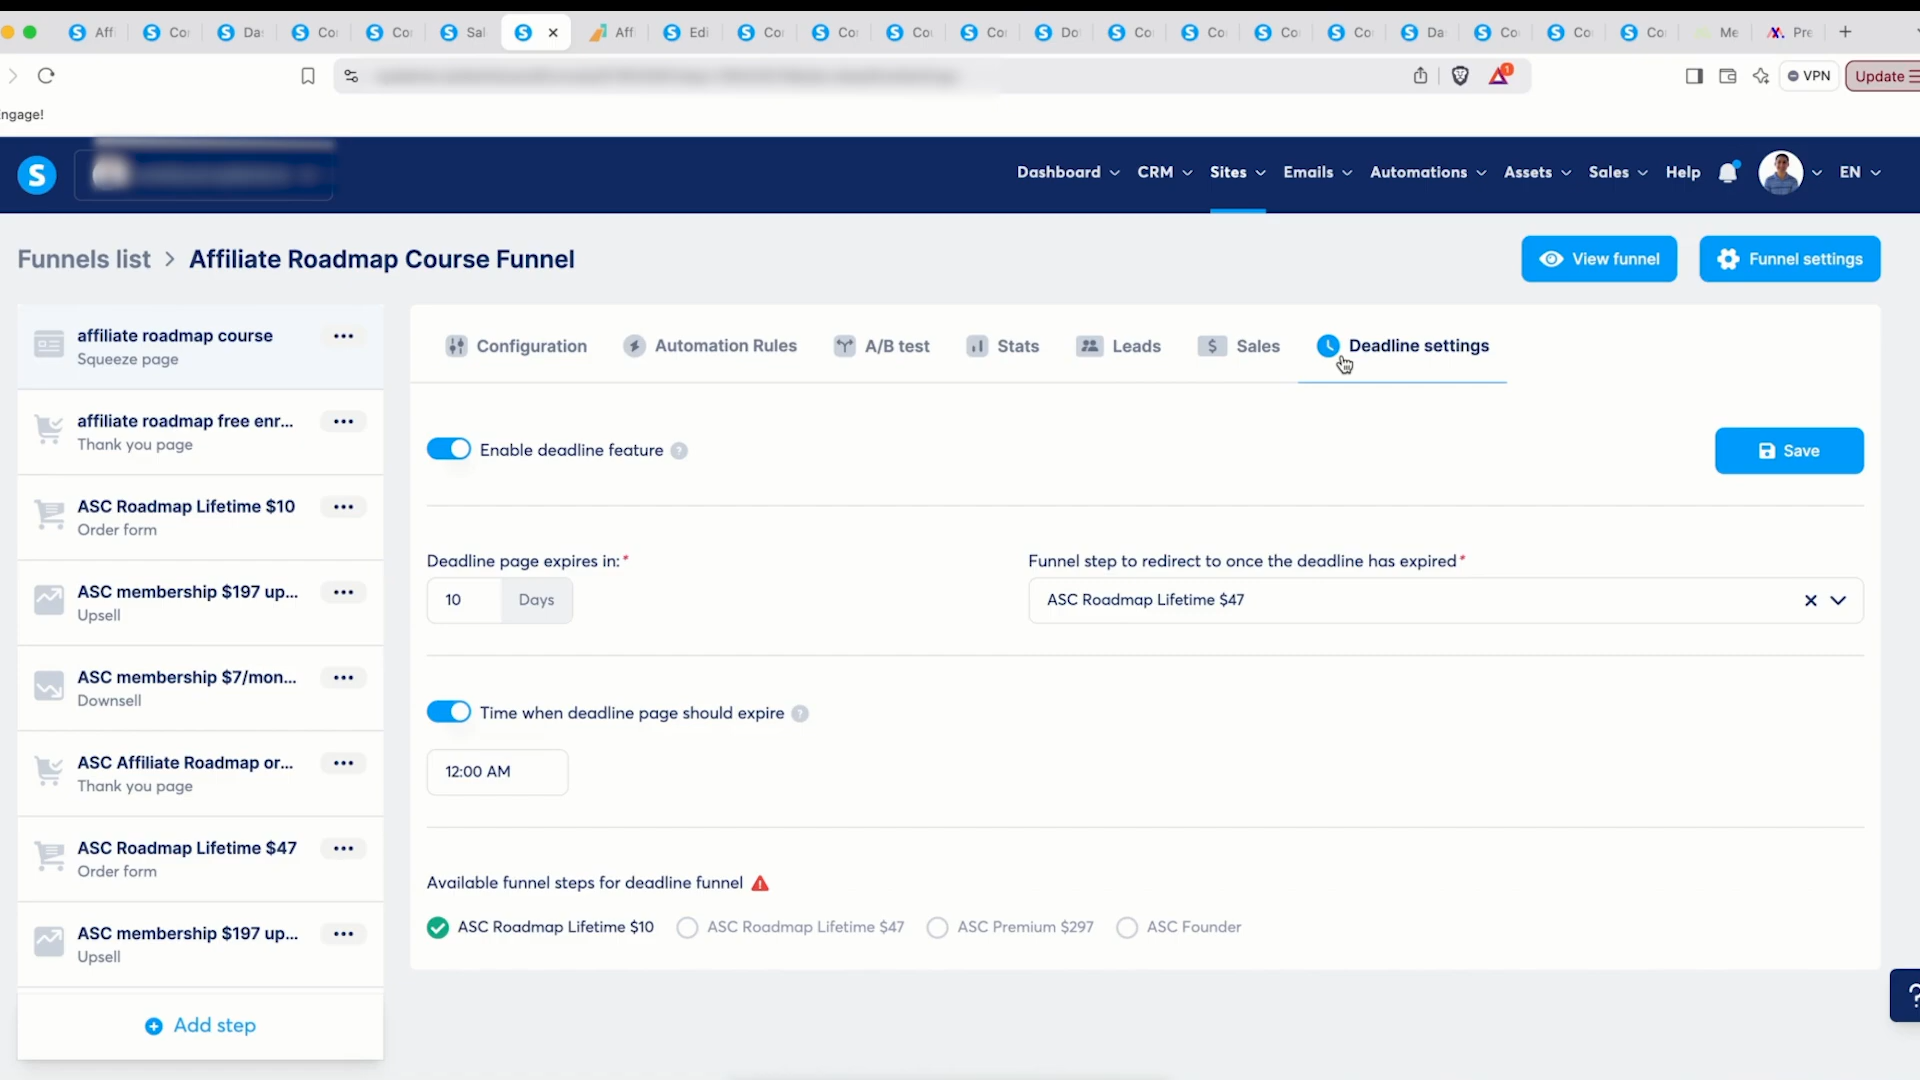 Aff
Cor
Da
Cor
Cor
Sal
Aff
Edi
Co
Cor
Cou
Cor
Do
Co
Co
Co
Co
Da
Co
Co
Co
Me
Pre
1
VPN
Update
ngage!
S
Dashboard
CRM
Sites
Emails
Automations
Assets
Sales
Help
EN
Funnels list > Affiliate Roadmap Course Funnel
View funnel
Funnel settings
affiliate roadmap course
Squeeze page
affiliate roadmap free enr...
Thank you page
ASC Roadmap Lifetime $10
Order form
ASC membership $197 up...
Upsell
ASC membership $7/mon...
Downsell
ASC Affiliate Roadmap or...
Thank you page
ASC Roadmap Lifetime $47
Order form
ASC membership $197 up...
Upsell
Add step
Configuration
Automation Rules
A/B test
Stats
Leads
Sales
Deadline settings
Enable deadline feature ?
Save
Deadline page expires in:*
10 Days
Funnel step to redirect to once the deadline has expired*
ASC Roadmap Lifetime $47
Time when deadline page should expire ?
12:00 AM
Available funnel steps for deadline funnel
ASC Roadmap Lifetime $10
ASC Roadmap Lifetime $47
ASC Premium $297
ASC Founder
?